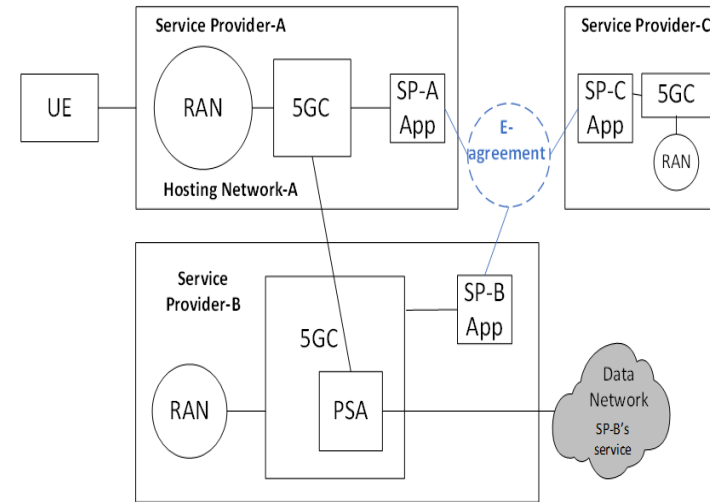 Service Provider-A
UE
RAN
5GC
SP-A
App
Hosting Network-A
E-
agreement
Service Provider-C
SP-C
App
5GC
RAN
Service
Provider-B
RAN
5GC
PSA
SP-B
App
Data
Network
SP-B's
service